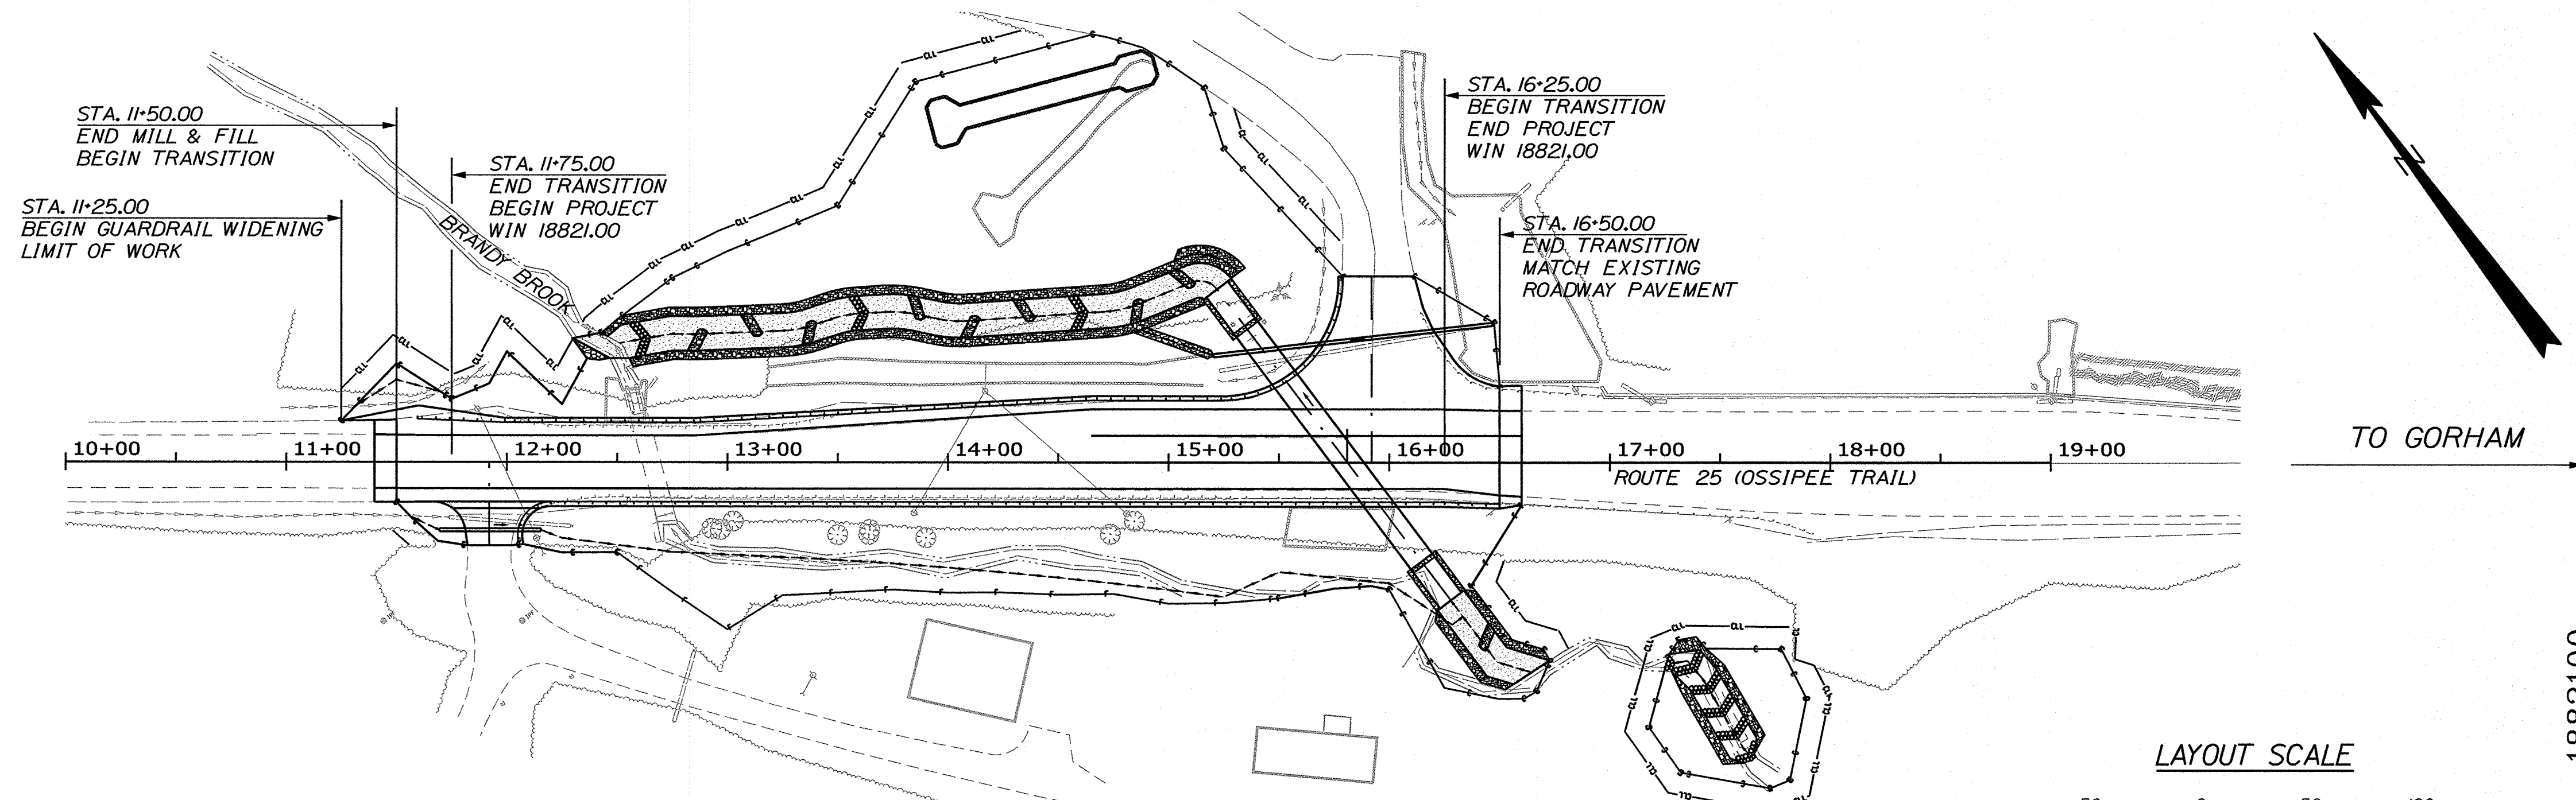 STA. 11+50.00
END MILL & FILL
BEGIN TRANSITION
STA. 11+25.00
BEGIN GUARDRAIL WIDENING
LIMIT OF WORK
STA. 11+75.00
END TRANSITION
BEGIN PROJECT
WIN 18821.00
BRANDY BROOK
STA. 16+25.00
BEGIN TRANSITION
END PROJECT
WIN 18821.00
STA. 16+50.00
END TRANSITION
MATCH EXISTING
ROADWAY PAVEMENT
N
10+00 11+00 12+00 13+00 14+00 15+00 16+00 17+00 18+00 19+00
ROUTE 25 (OSSIPEE TRAIL)
TO GORHAM
LAYOUT SCALE